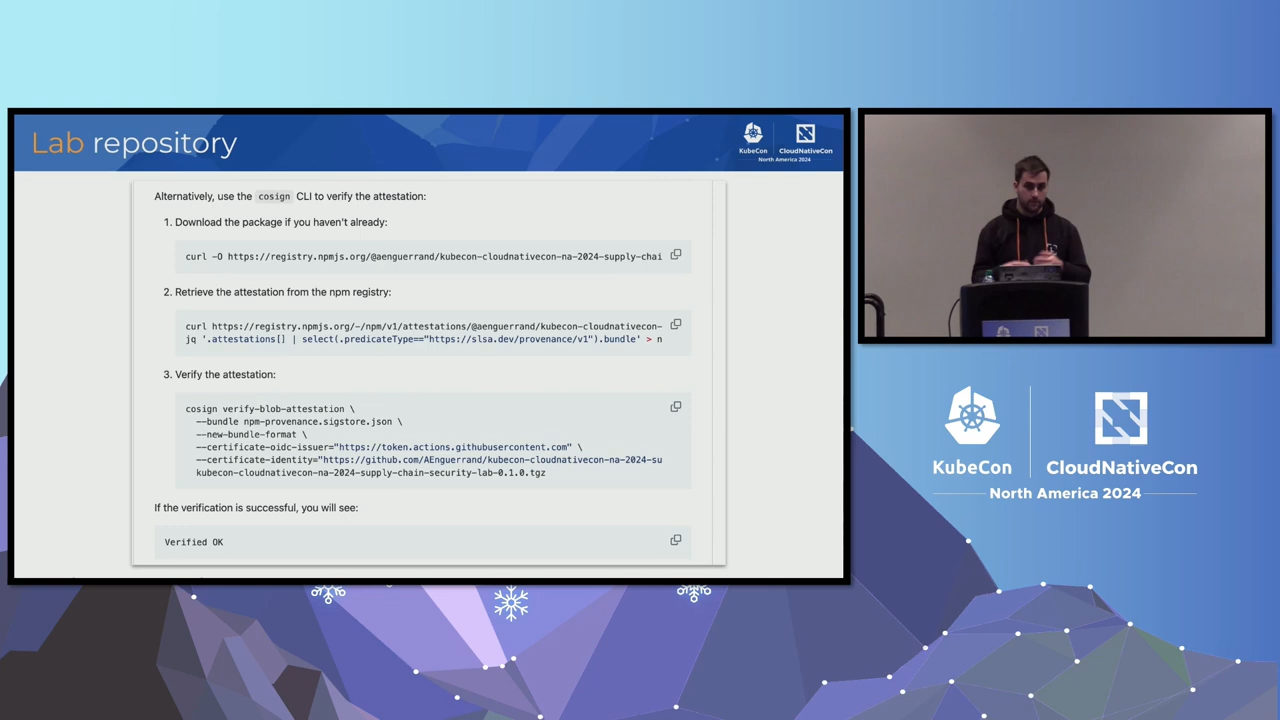 Lab repository
KubeCon
CloudNativeCon
North America 2024
Alternatively, use the cosign CLI to verify the attestation:
1. Download the package if you haven't already:
curl -O https://registry.npmjs.org/@aenguerrand/kubecon-cloudnativecon-na-2024-supply-chai
2. Retrieve the attestation from the npm registry:
curl https://registry.npmjs.org/-/npm/v1/attestations/@aenguerrand/kubecon-cloudnativecon-
jq '.attestations[] | select(.predicateType=="https://slsa.dev/provenance/v1").bundle' > n
3. Verify the attestation:
cosign verify-blob-attestation \
--bundle npm-provenance.sigstore.json \
--new-bundle-format \
--certificate-oidc-issuer="https://token.actions.githubusercontent.com" \
--certificate-identity="https://github.com/AEnguerrand/kubecon-cloudnativecon-na-2024-su
kubecon-cloudnativecon-na-2024-supply-chain-security-lab-0.1.0.tgz
If the verification is successful, you will see:
Verified OK
KubeCon
CloudNativeCon
North America 2024